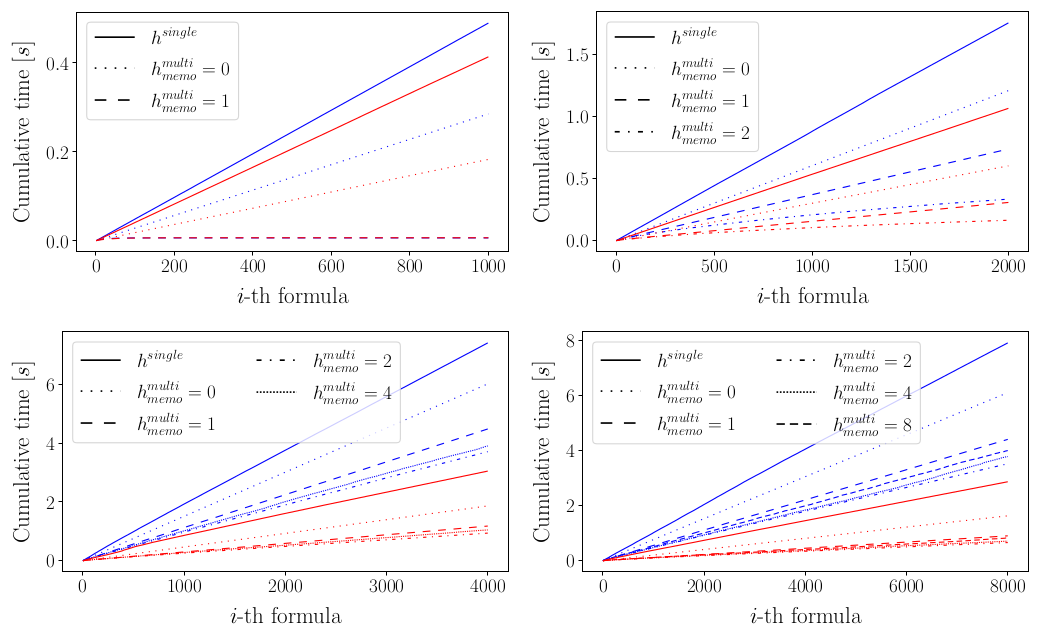 Cumulative time [s]
0.4
0.2
0.0
h^{single}
h^{multi}_{memo} = 0
h^{multi}_{memo} = 1
0 200 400 600 800 1000
i-th formula
Cumulative time [s]
1.5
1.0
0.5
0.0
h^{single}
h^{multi}_{memo} = 0
h^{multi}_{memo} = 1
h^{multi}_{memo} = 2
0 500 1000 1500 2000
i-th formula
Cumulative time [s]
6
4
2
0
h^{single}
h^{multi}_{memo} = 0
h^{multi}_{memo} = 1
h^{multi}_{memo} = 2
h^{multi}_{memo} = 4
0 1000 2000 3000 4000
i-th formula
Cumulative time [s]
8
6
4
2
0
h^{single}
h^{multi}_{memo} = 0
h^{multi}_{memo} = 1
h^{multi}_{memo} = 2
h^{multi}_{memo} = 4
h^{multi}_{memo} = 8
0 2000 4000 6000 8000
i-th formula